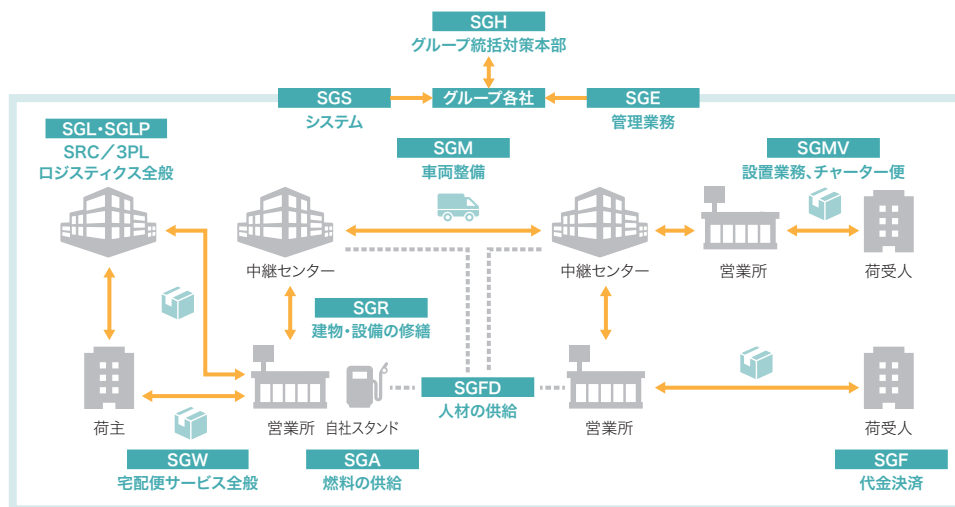 SGH
グループ統括対策本部
SGS
グループ各社
SGE
システム
管理業務
SGL・SGLP
SRC／3PL
ロジスティクス全般
SGM
車両整備
SGMV
設置業務、チャーター便
中継センター
中継センター
営業所
荷受人
SGR
建物・設備の修繕
SGFD
人材の供給
荷主
営業所
自社スタンド
営業所
荷受人
SGW
宅配便サービス全般
SGA
燃料の供給
SGF
代金決済